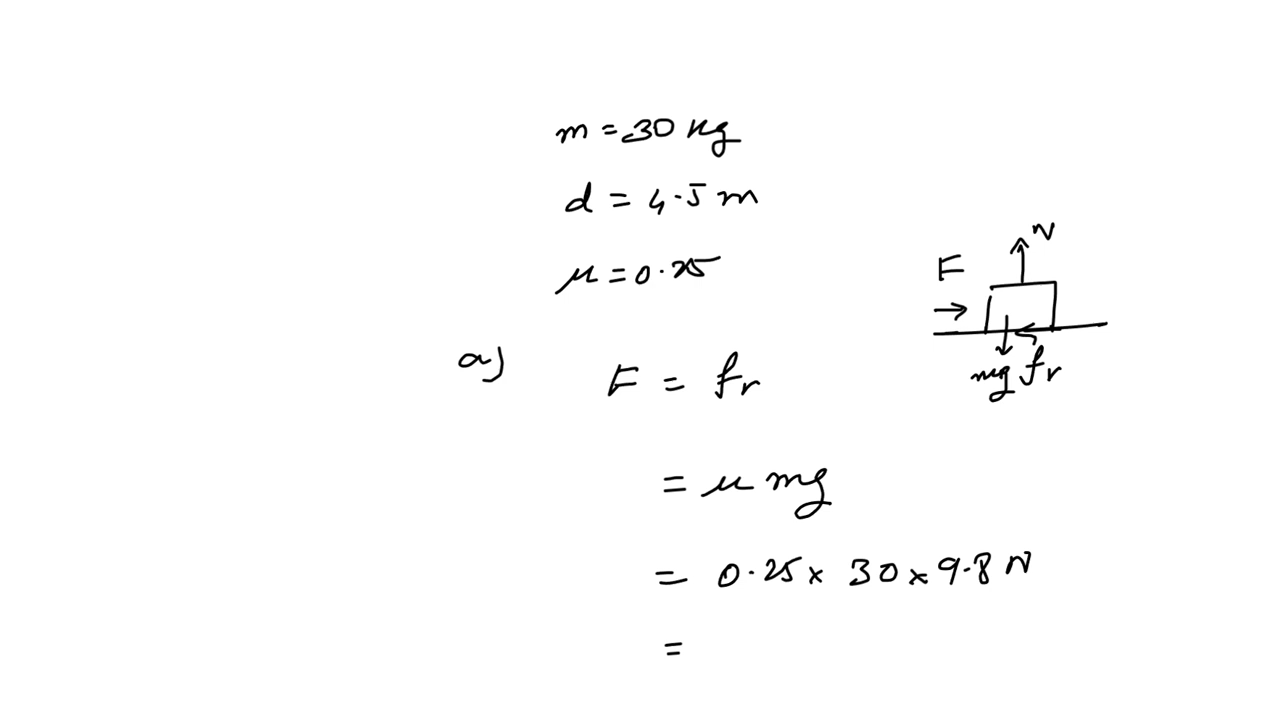 m = 30 kg
d = 4.5 m
μ = 0.25
N
F
mg fr
a) F = fr
= μ mg
= 0.25 × 30 × 9.8 N
=